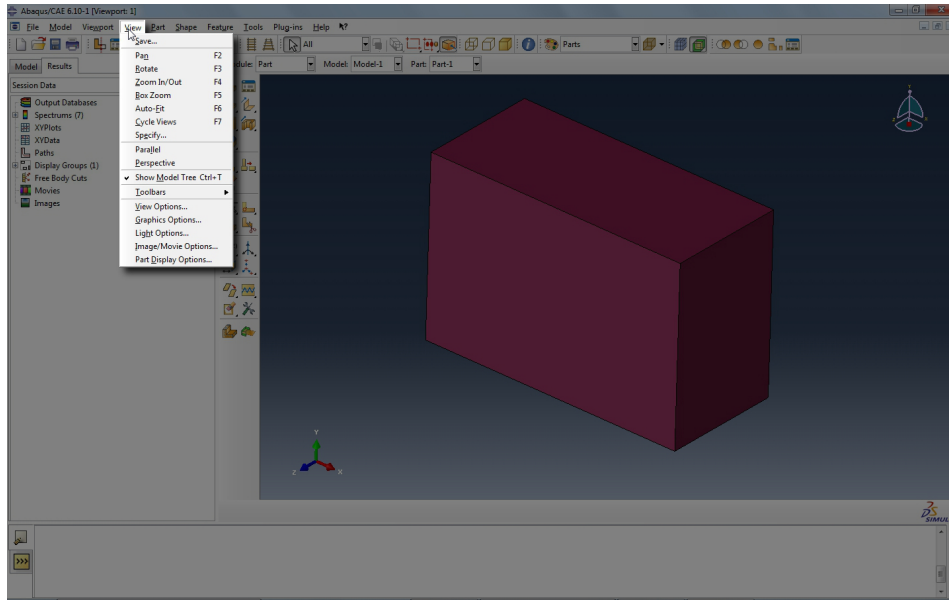 Abaqus/CAE 6.10-1 [Viewport: 1]
File Model Viewport View Part Shape Feature Tools Plug-ins Help
All Parts
Model Results
Module: Part Model: Model-1 Part: Part-1
Session Data
Output Databases
Spectrums (7)
XYPlots
XYData
Paths
Display Groups (1)
Free Body Cuts
Movies
Images
Save...
Pan F2
Rotate F3
Zoom In/Out F4
Box Zoom F5
Auto-Fit F6
Cycle Views F7
Specify...
Parallel
Perspective
Show Model Tree Ctrl+T
Toolbars
View Options...
Graphics Options...
Light Options...
Image/Movie Options...
Part Display Options...
Y
Z X
Y
Z X
SIMUL
>>>